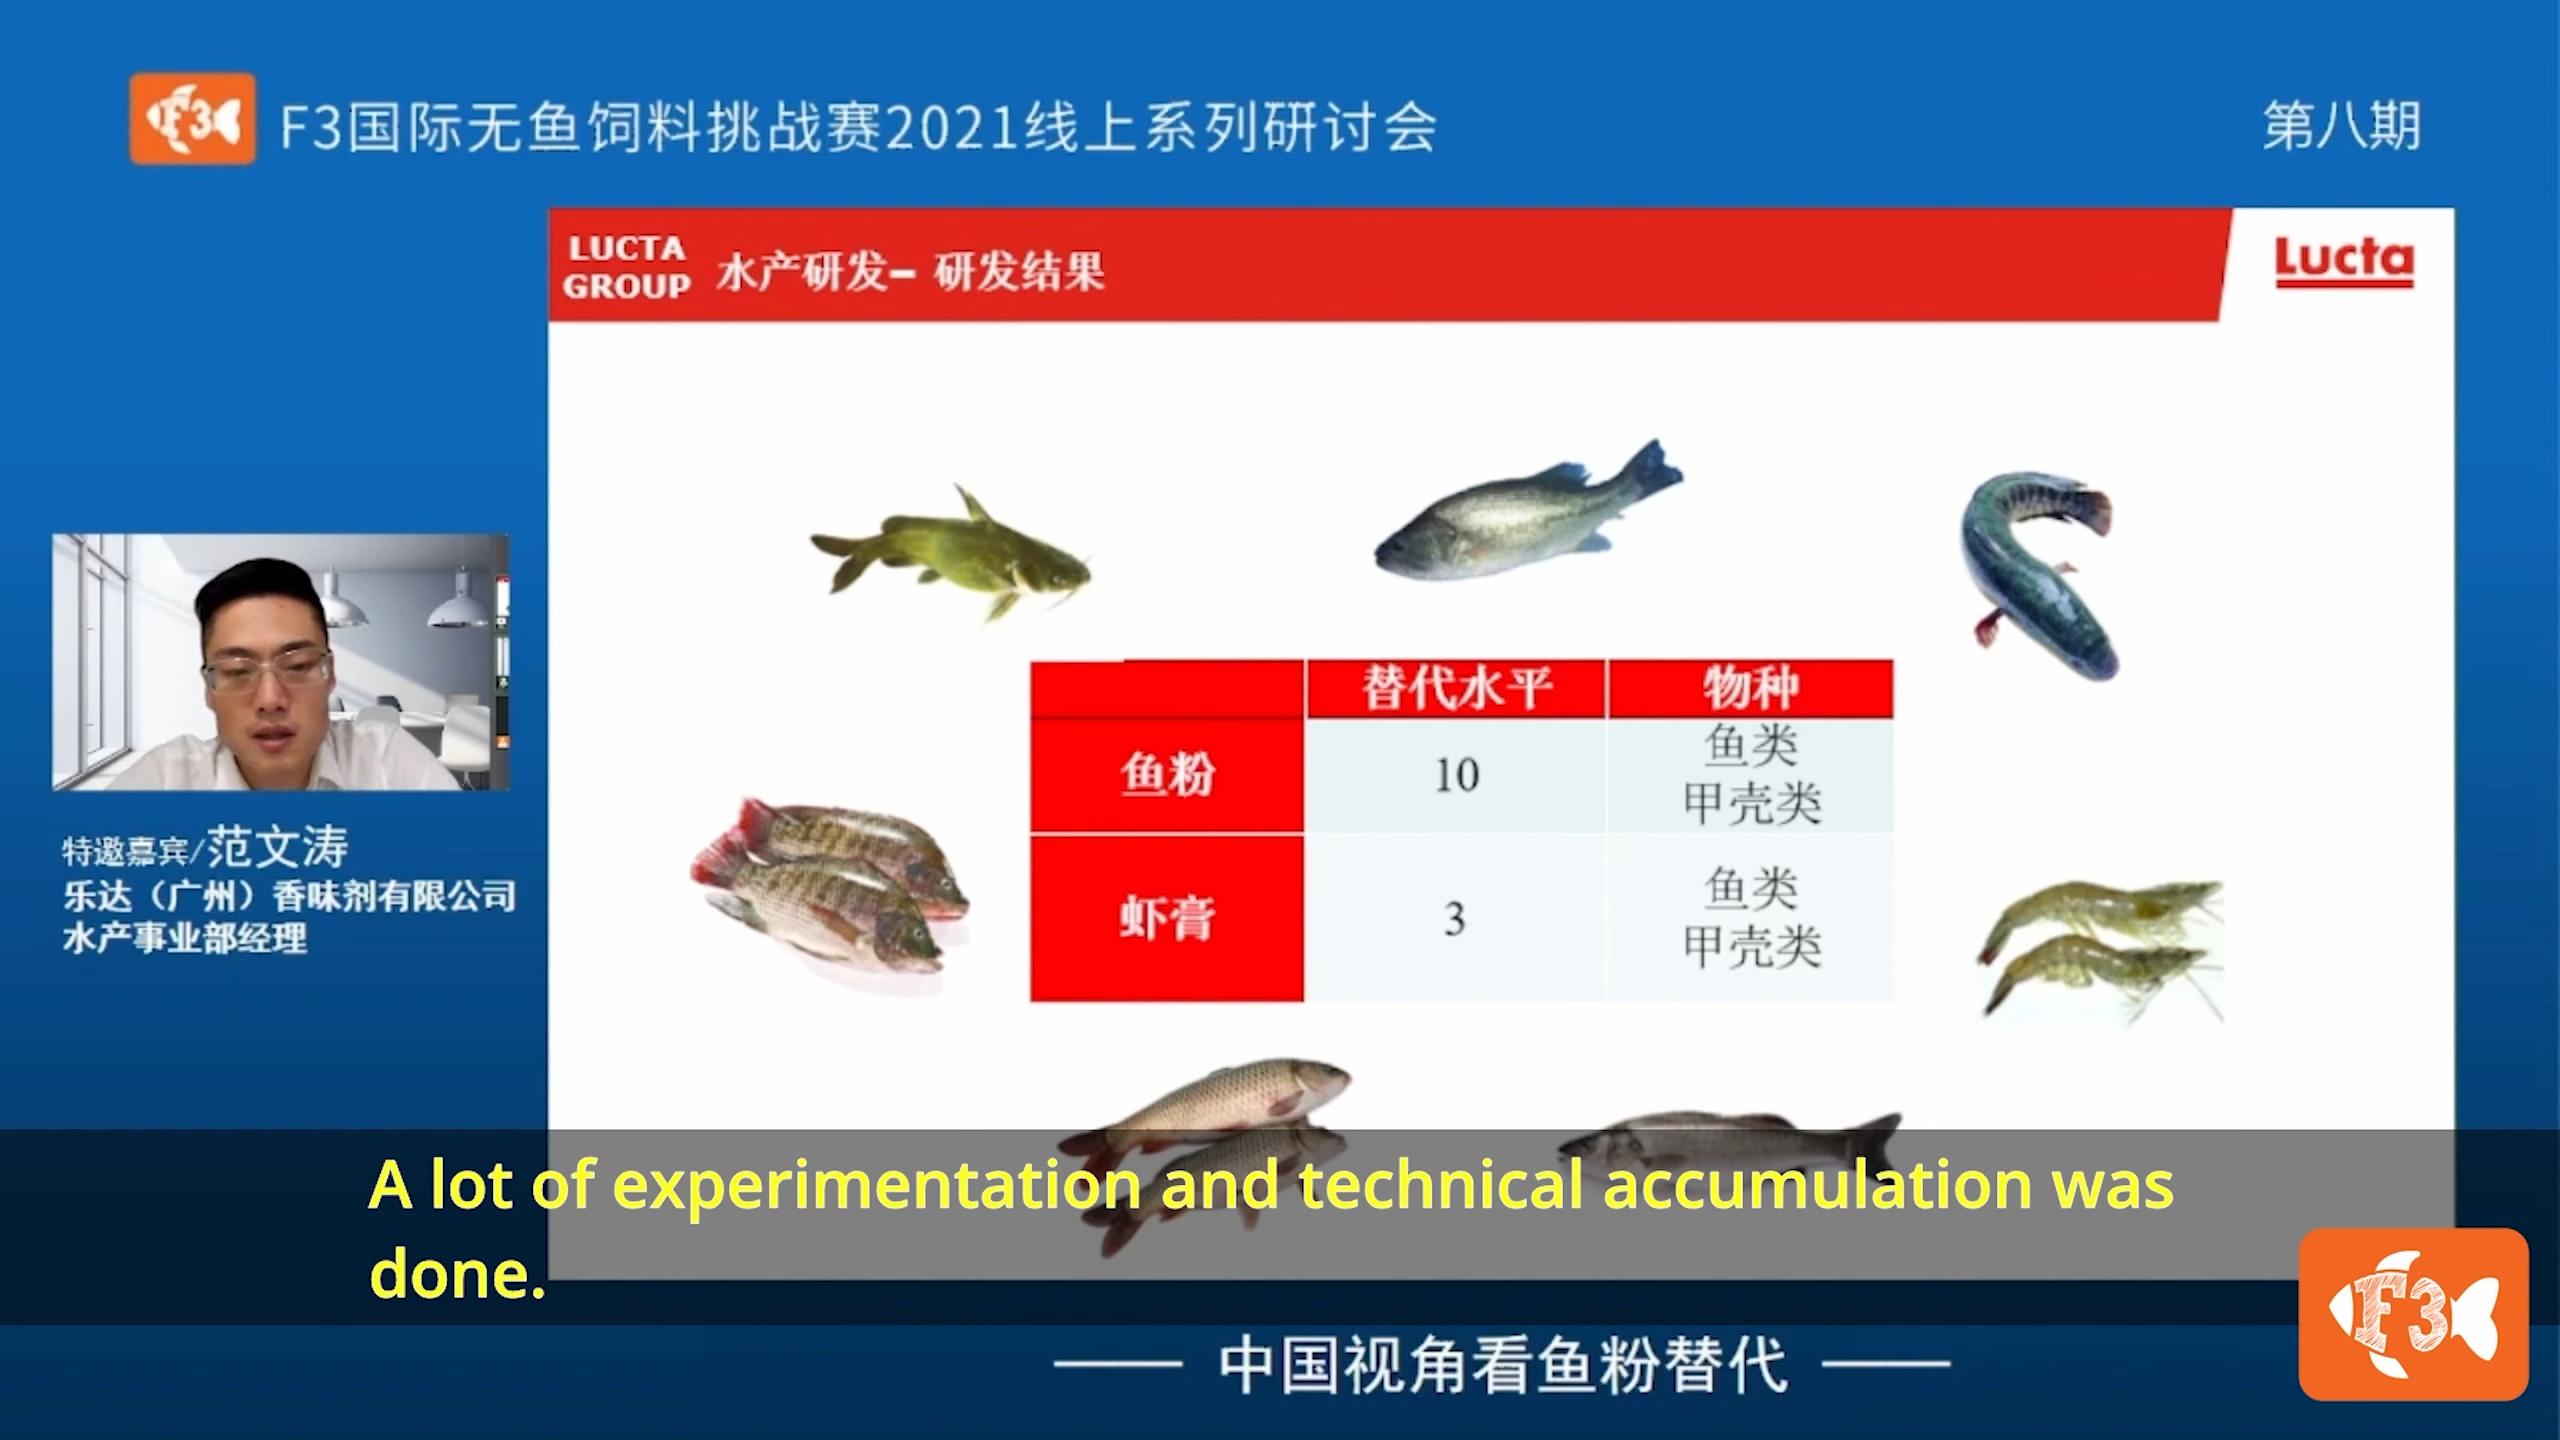 F3
F3国际无鱼饲料挑战赛2021线上系列研讨会
第八期
LUCTA
GROUP
水产研发– 研发结果
Lucta
替代水平
物种
鱼粉
10
鱼类
甲壳类
虾膏
3
鱼类
甲壳类
特邀嘉宾/范文涛
乐达（广州）香味剂有限公司
水产事业部经理
A lot of experimentation and technical accumulation was
done.
F3
中国视角看鱼粉替代